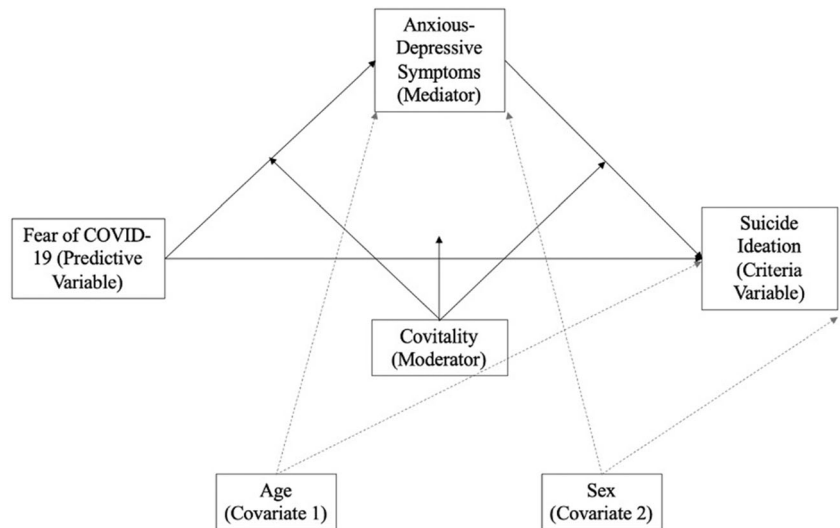 Anxious-
Depressive
Symptoms
(Mediator)
Fear of COVID-
19 (Predictive
Variable)
Suicide
Ideation
(Criteria
Variable)
Covitality
(Moderator)
Age
(Covariate 1)
Sex
(Covariate 2)